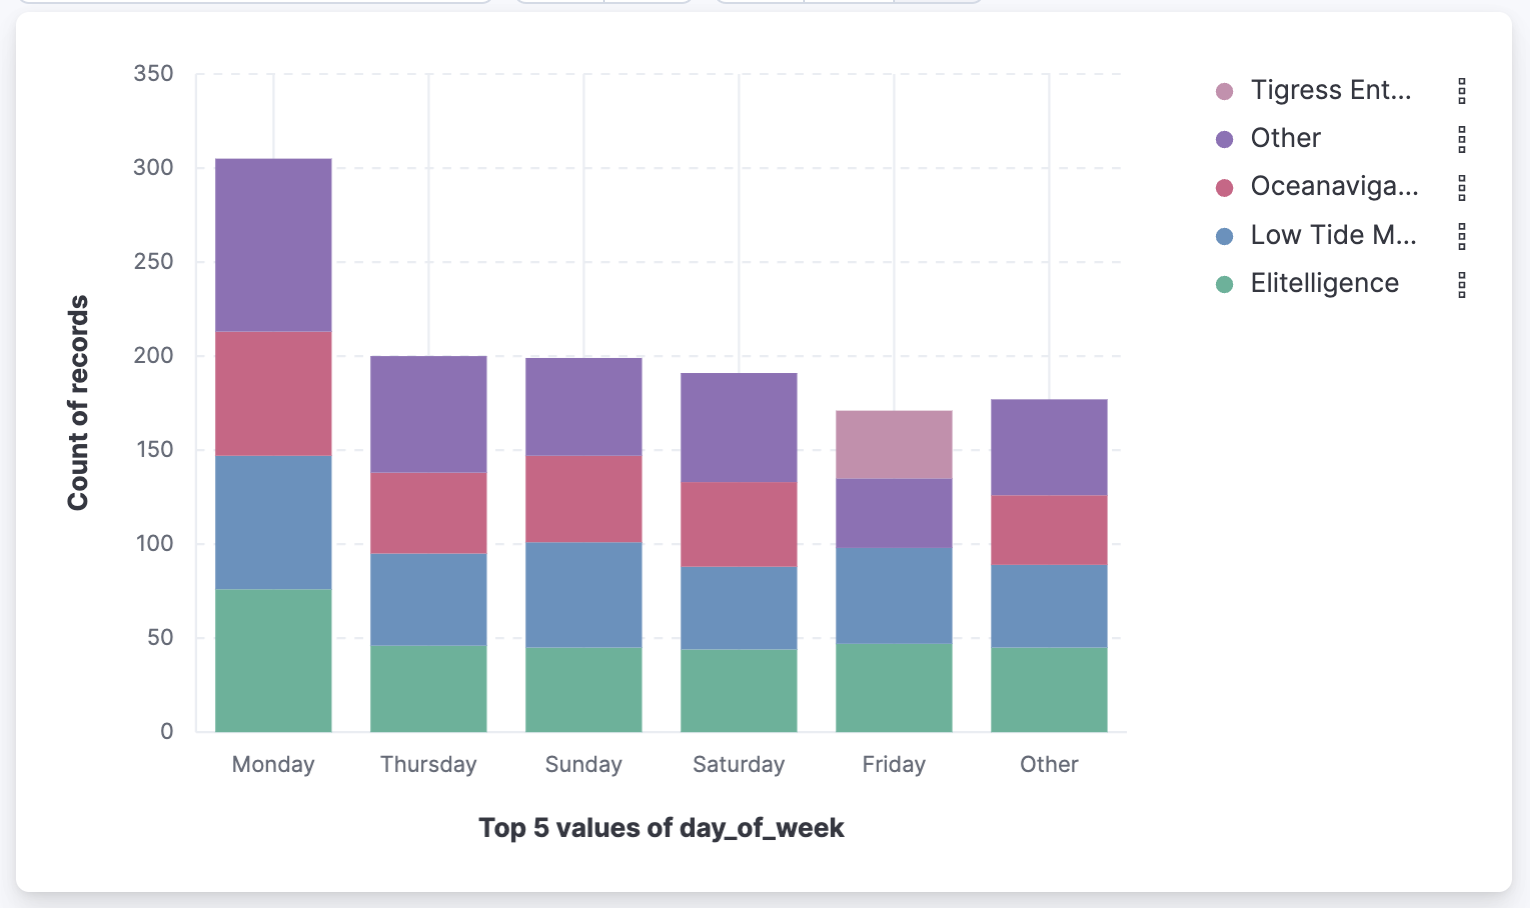 350
300
250
200
150
100
50
0
Count of records
Monday
Thursday
Sunday
Saturday
Friday
Other
Top 5 values of day_of_week
Tigress Ent...
Other
Oceanaviga...
Low Tide M...
Elitelligence